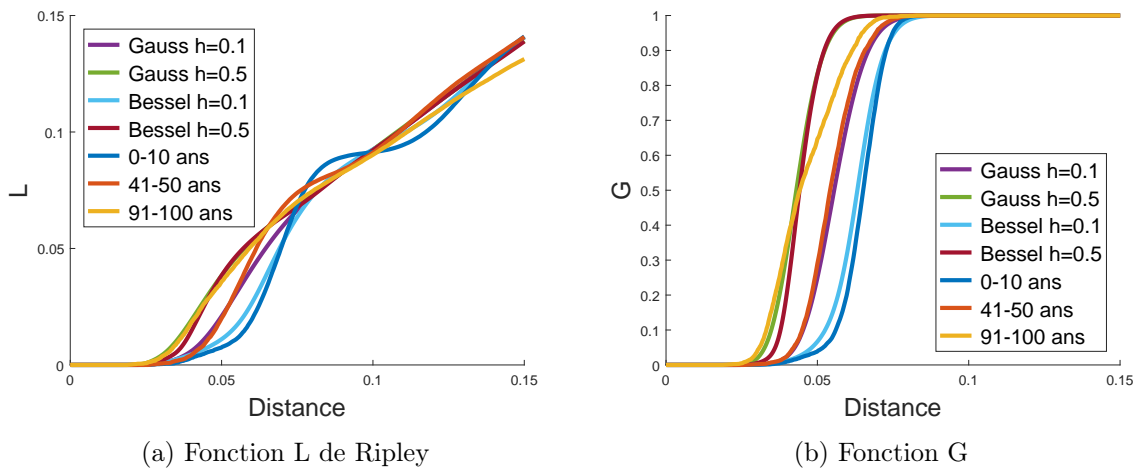 0.15
0.1
0.05
0
L
Gauss h=0.1
Gauss h=0.5
Bessel h=0.1
Bessel h=0.5
0-10 ans
41-50 ans
91-100 ans
0 0.05 0.1 0.15
Distance
(a) Fonction L de Ripley
1
0.9
0.8
0.7
0.6
0.5
0.4
0.3
0.2
0.1
0
G
Gauss h=0.1
Gauss h=0.5
Bessel h=0.1
Bessel h=0.5
0-10 ans
41-50 ans
91-100 ans
0 0.05 0.1 0.15
Distance
(b) Fonction G